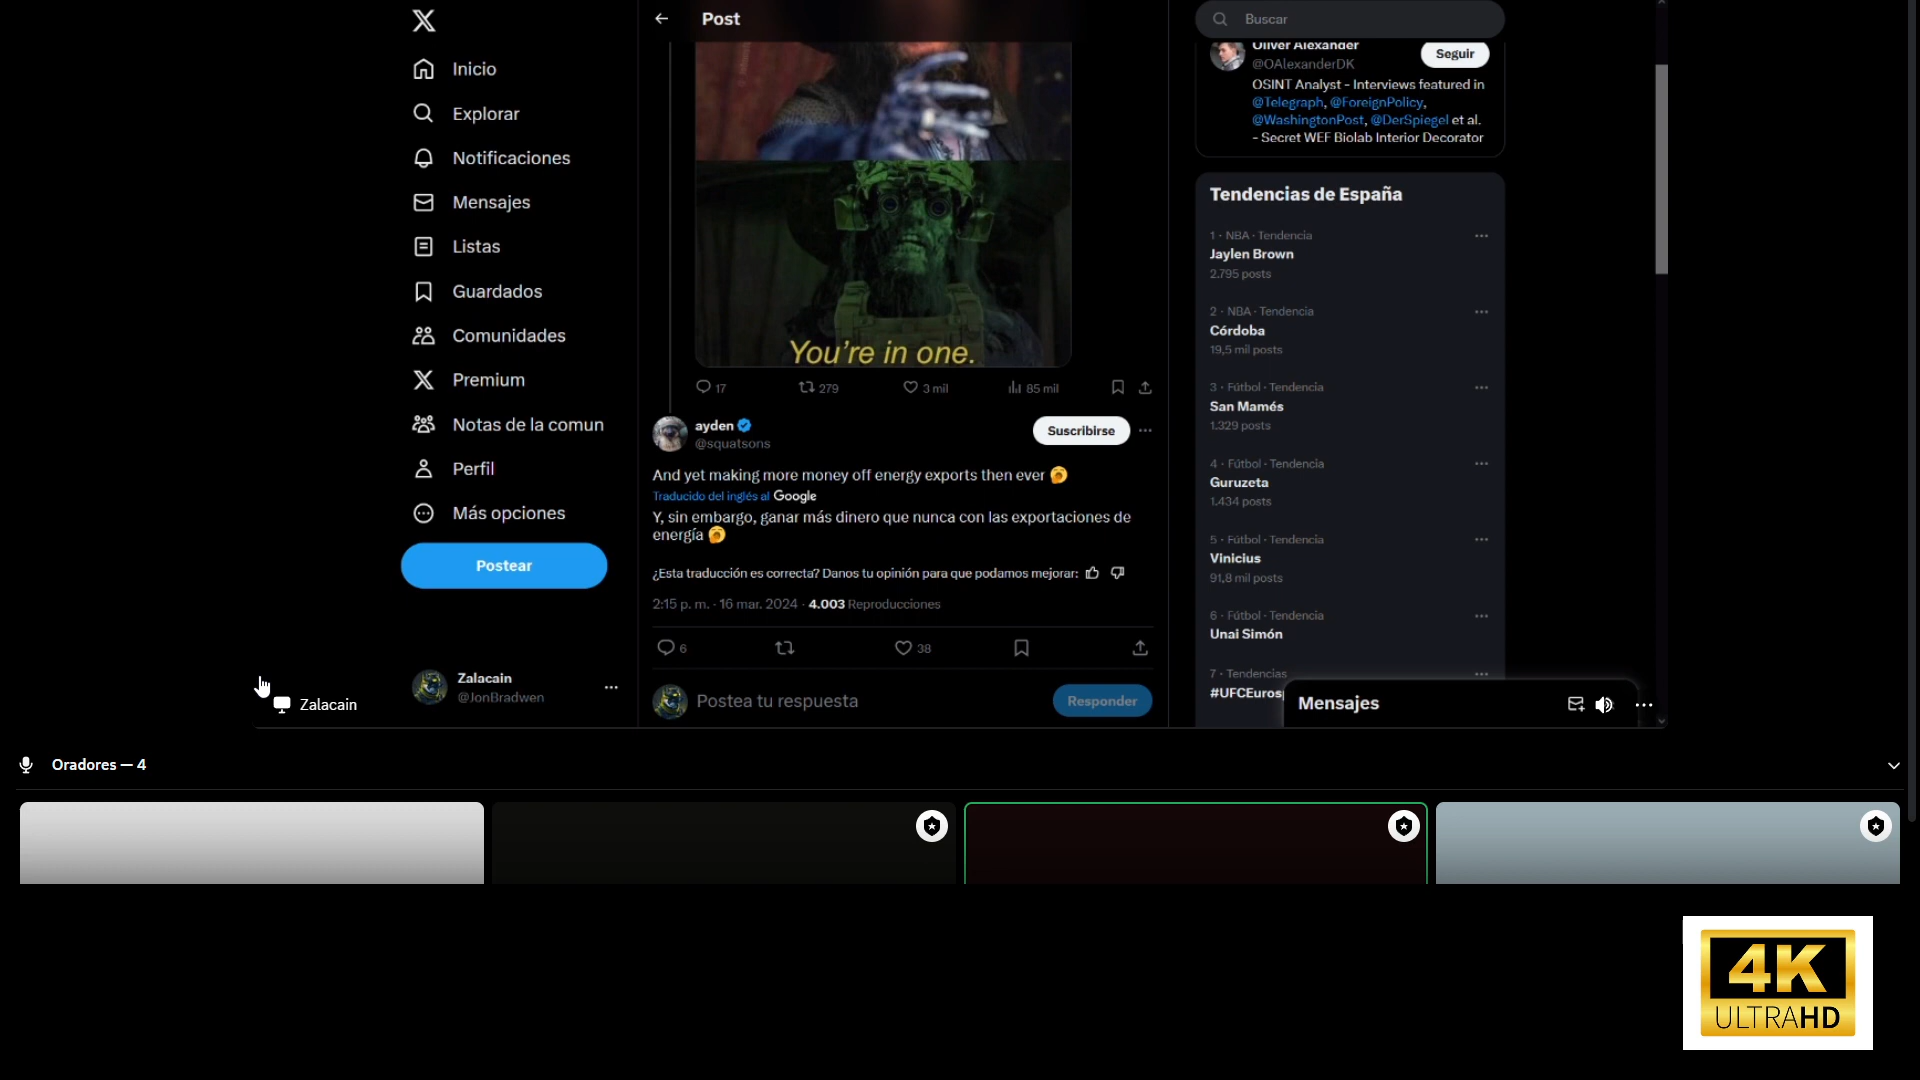 Post
Buscar
Inicio
Explorar
Notificaciones
Mensajes
Listas
Guardados
Comunidades
Premium
Notas de la comun
Perfil
Más opciones
Postear
Zalacain
@JonBradwen
Zalacain
You're in one.
17
279
3 mil
85 mil
ayden
@squatsons
Suscribirse
And yet making more money off energy exports then ever 🥱
Traducido del inglés al Google
Y, sin embargo, ganar más dinero que nunca con las exportaciones de
energía 🥱
¿Esta traducción es correcta? Danos tu opinión para que podamos mejorar:
2:15 p. m. · 16 mar. 2024 · 4.003 Reproducciones
6
38
Postea tu respuesta
Responder
Oliver Alexander
@OAlexanderDK
Seguir
OSINT Analyst - Interviews featured in
@Telegraph, @ForeignPolicy,
@WashingtonPost, @DerSpiegel et al.
- Secret WEF Biolab Interior Decorator
Tendencias de España
1 · NBA · Tendencia
Jaylen Brown
2.795 posts
2 · NBA · Tendencia
Córdoba
19,5 mil posts
3 · Fútbol · Tendencia
San Mamés
1.329 posts
4 · Fútbol · Tendencia
Guruzeta
1.434 posts
5 · Fútbol · Tendencia
Vinicius
91,8 mil posts
6 · Fútbol · Tendencia
Unai Simón
7 · Tendencias
#UFCEurosp
Mensajes
Oradores — 4
4K
ULTRAHD